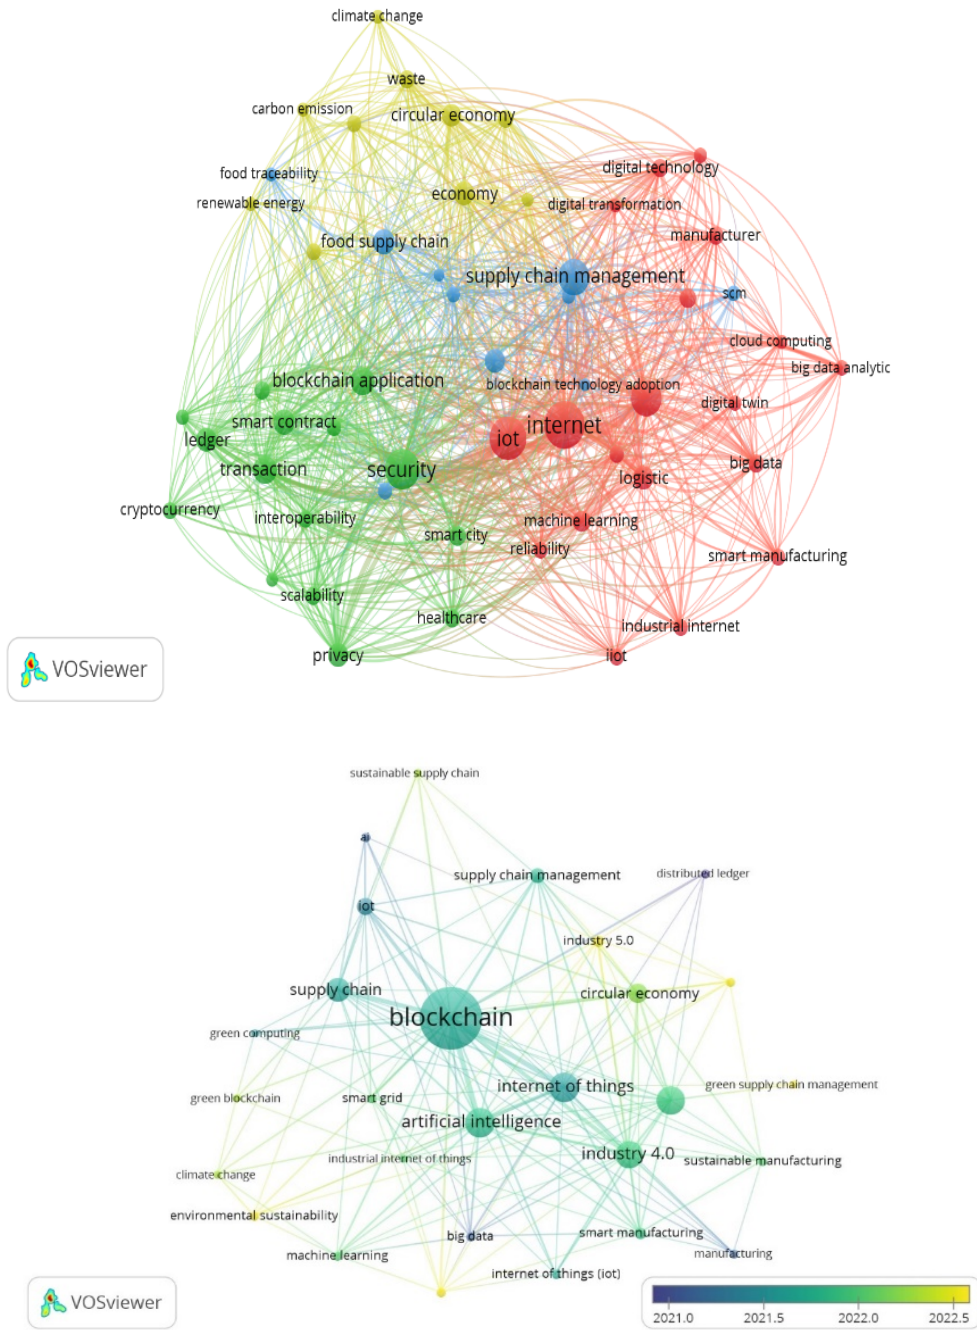 climate change
waste
carbon emission
circular economy
food traceability
digital technology
renewable energy
economy
digital transformation
food supply chain
manufacturer
supply chain management
scm
cloud computing
big data analytic
blockchain application
blockchain technology adoption
digital twin
smart contract
internet
ledger
iot
transaction
security
logistic
big data
cryptocurrency
interoperability
machine learning
smart city
reliability
smart manufacturing
scalability
healthcare
industrial internet
privacy
iiot
VOSviewer
sustainable supply chain
ai
supply chain management
distributed ledger
iot
industry 5.0
supply chain
circular economy
blockchain
green computing
internet of things
green supply chain management
green blockchain
smart grid
artificial intelligence
industrial internet of things
industry 4.0
sustainable manufacturing
climate change
environmental sustainability
big data
smart manufacturing
machine learning
manufacturing
internet of things (iot)
VOSviewer
2021.0 2021.5 2022.0 2022.5